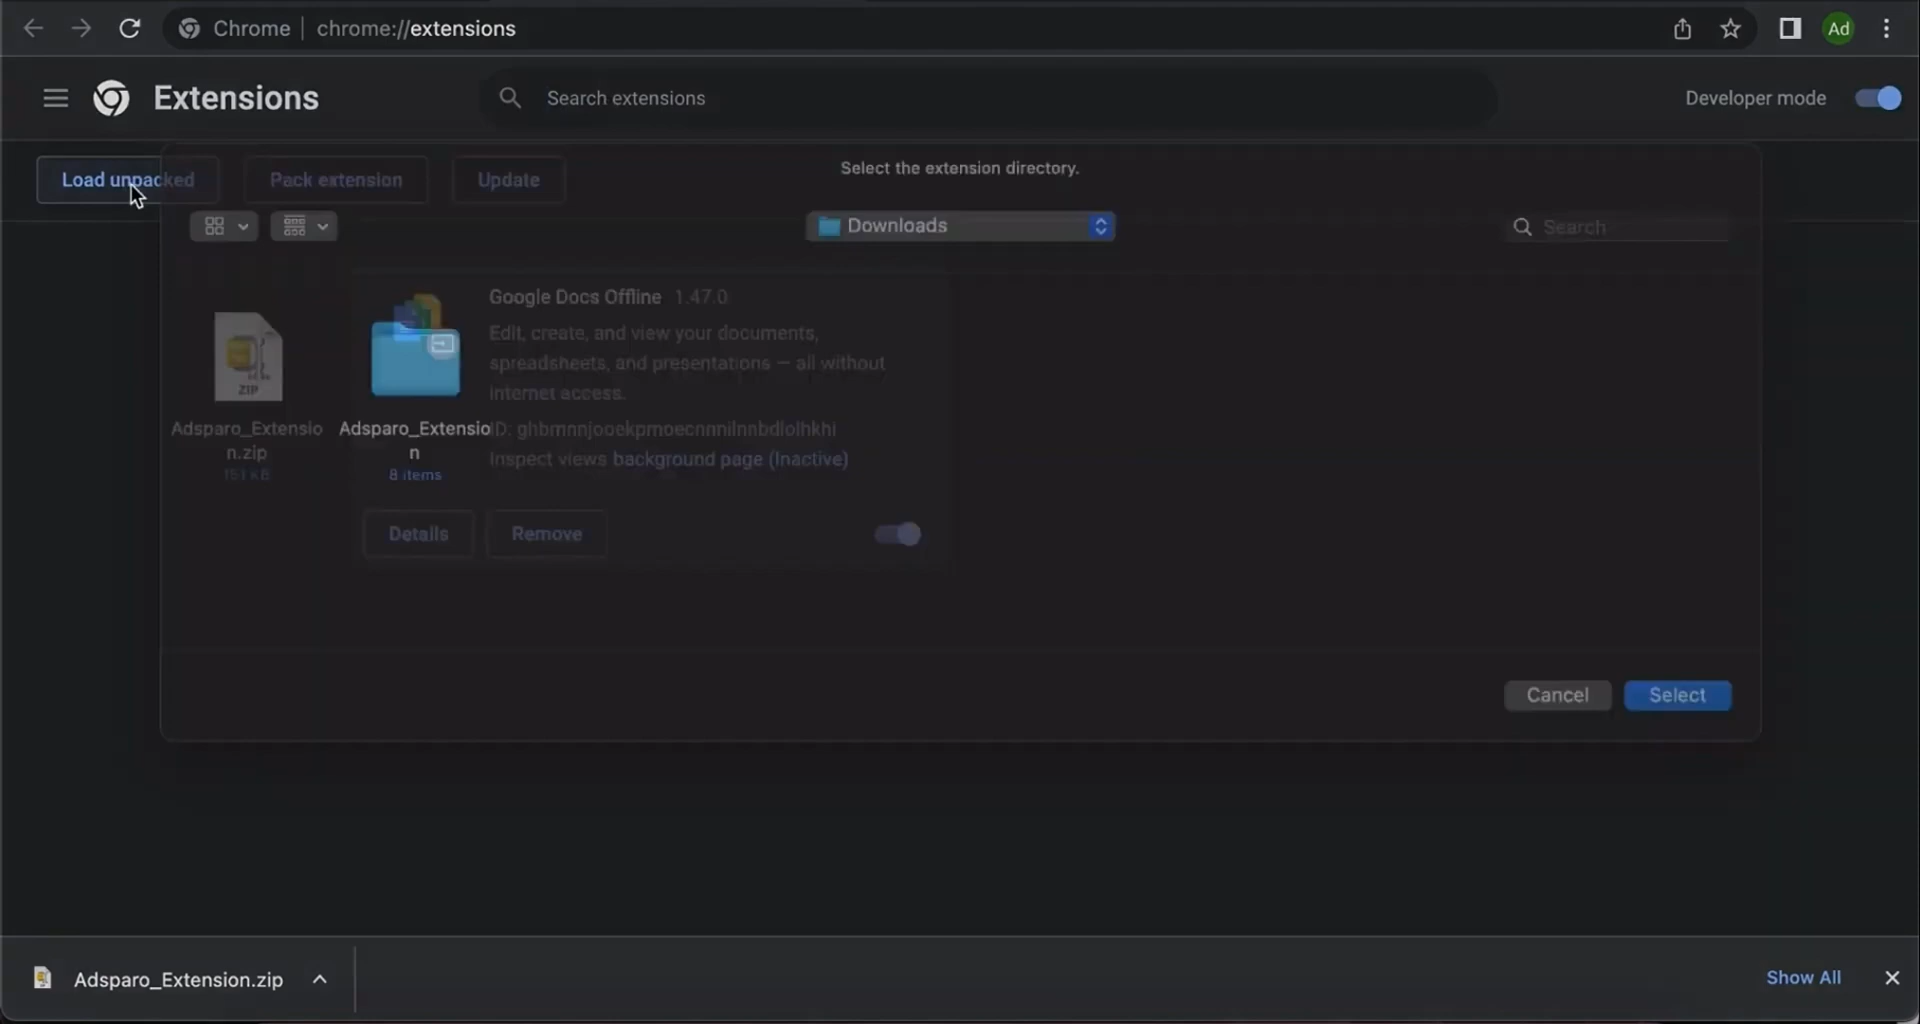 Chrome
chrome://extensions
Ad
Extensions
Search extensions
Developer mode
Load unpacked
Pack extension
Update
Select the extension directory.
Downloads
Search
ZIP
Adsparo_Extensio
n.zip
151 kB
Adsparo_Extensio
n
8 items
Google Docs Offline 1.47.0
Edit, create, and view your documents,
spreadsheets, and presentations — all without
internet access.
ID: ghbmnnjooekpmoecnnnilnnbdlolhkhi
Inspect views background page (Inactive)
Details
Remove
Cancel
Select
Adsparo_Extension.zip
Show All